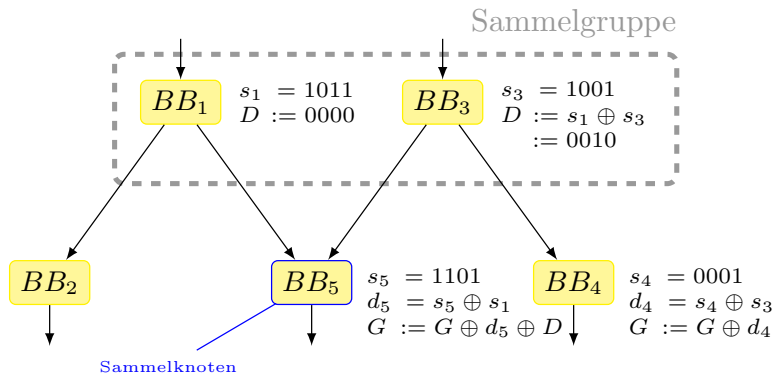 Sammelgruppe
BB₁
s₁ = 1011
D := 0000
BB₃
s₃ = 1001
D := s₁ ⊕ s₃
:= 0010
BB₂
BB₅
s₅ = 1101
d₅ = s₅ ⊕ s₁
G := G ⊕ d₅ ⊕ D
BB₄
s₄ = 0001
d₄ = s₄ ⊕ s₃
G := G ⊕ d₄
Sammelknoten